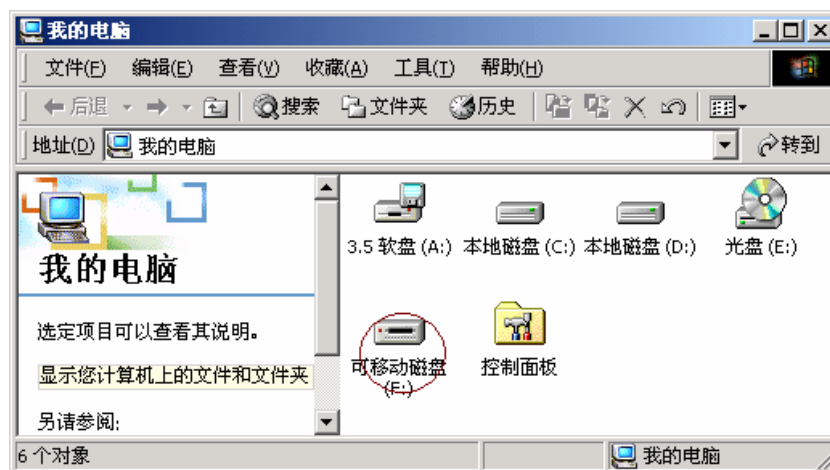 我的电脑
文件(F) 编辑(E) 查看(V) 收藏(A) 工具(T) 帮助(H)
后退 搜索 文件夹 历史
地址(D) 我的电脑 转到
3.5 软盘 (A:) 本地磁盘 (C:) 本地磁盘 (D:) 光盘 (E:)
我的电脑
选定项目可以查看其说明。
显示您计算机上的文件和文件夹
另请参阅:
可移动磁盘
(F:)
控制面板
6 个对象 我的电脑